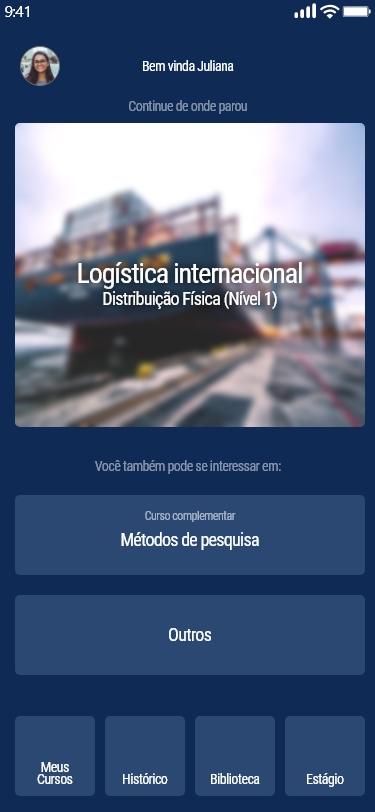 9:41
Bem vinda Juliana
Continue de onde parou
Logística internacional
Distribuição Física (Nível 1)
Você também pode se interessar em:
Curso complementar
Métodos de pesquisa
Outros
Meus
Cursos
Histórico
Biblioteca
Estágio